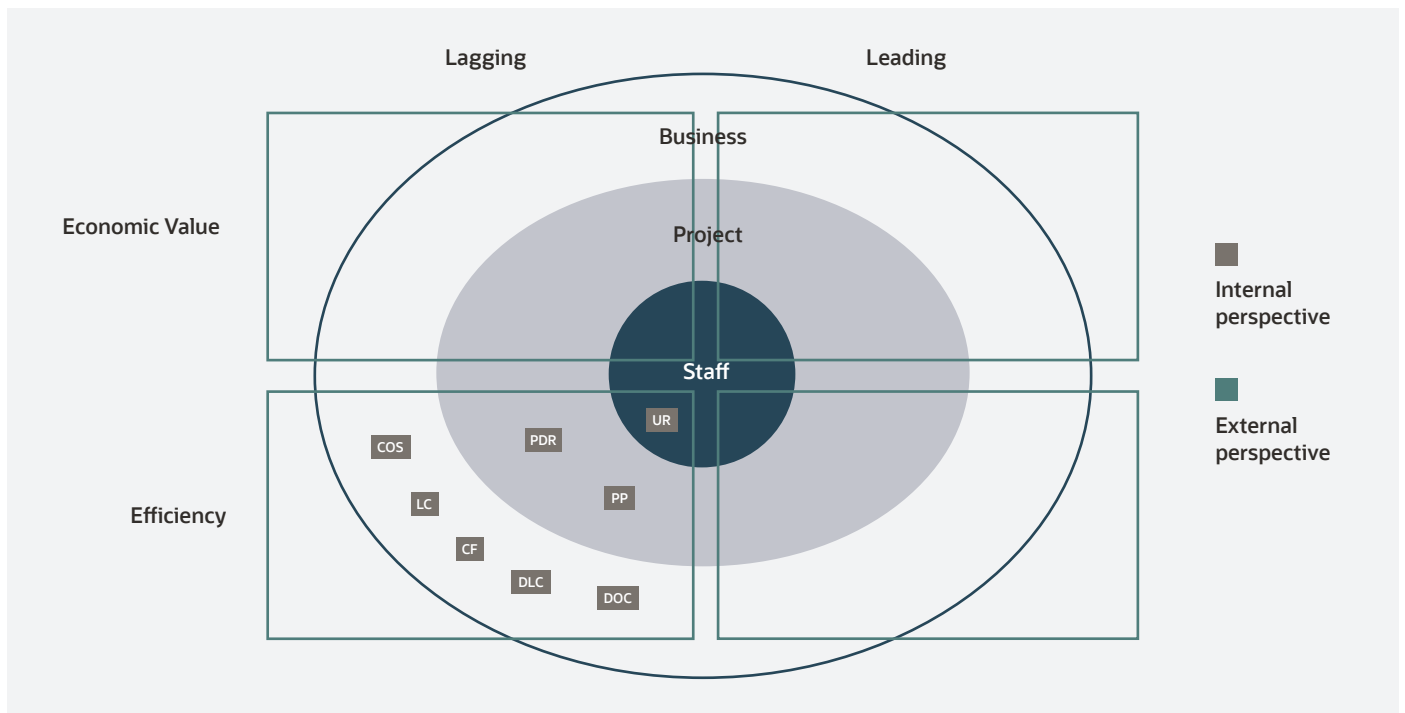 Lagging
Leading
Business
Economic Value
Project
Internal
perspective
Staff
External
perspective
UR
PDR
COS
PP
LC
Efficiency
CF
DLC
DOC